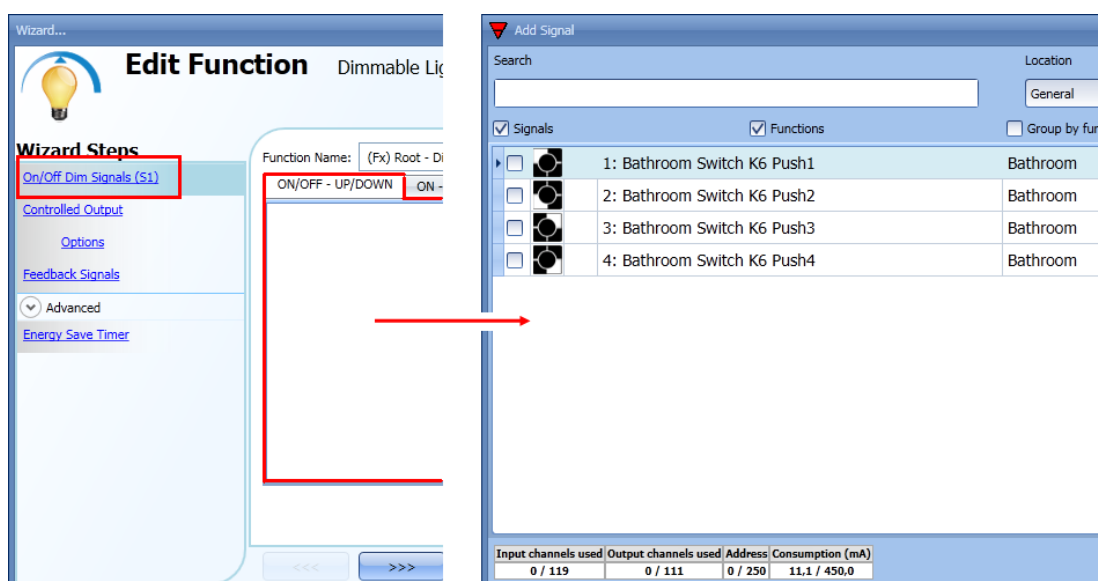 Wizard...
Edit Function Dimmable Lig
Wizard Steps
On/Off Dim Signals (S1)
Controlled Output
Options
Feedback Signals
Advanced
Energy Save Timer
Function Name: (Fx) Root - Di
ON/OFF - UP/DOWN ON -
<<< >>>
Add Signal
Search Location
General
Signals Functions Group by fur
1: Bathroom Switch K6 Push1 Bathroom
2: Bathroom Switch K6 Push2 Bathroom
3: Bathroom Switch K6 Push3 Bathroom
4: Bathroom Switch K6 Push4 Bathroom
Input channels used Output channels used Address Consumption (mA)
0 / 119 0 / 111 0 / 250 11,1 / 450,0